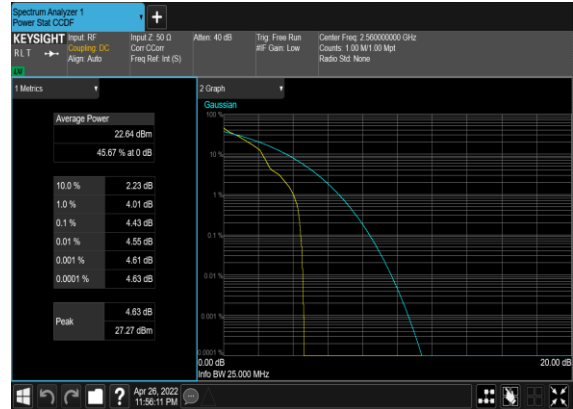 Spectrum Analyzer 1
Power Stat CCDF
+
KEYSIGHT
Input: RF
Input Z: 50 Ω
Atten: 40 dB
Trig: Free Run
Center Freq: 2.560000000 GHz
RLT
Coupling: DC
Corr CCorr
#IF Gain: Low
Counts: 1.00 M/1.00 Mpt
Align: Auto
Freq Ref: Int (S)
Radio Std: None
LXI
1 Metrics
2 Graph
Average Power
22.64 dBm
45.67 % at 0 dB
10.0 % 2.23 dB
1.0 % 4.01 dB
0.1 % 4.43 dB
0.01 % 4.55 dB
0.001 % 4.61 dB
0.0001 % 4.63 dB
Peak
4.63 dB
27.27 dBm
Gaussian
100 %
10 %
1 %
0.1 %
0.01 %
0.001 %
0.0001 %
0.00 dB
20.00 dB
Info BW 25.000 MHz
?
Apr 26, 2022
11:56:11 PM